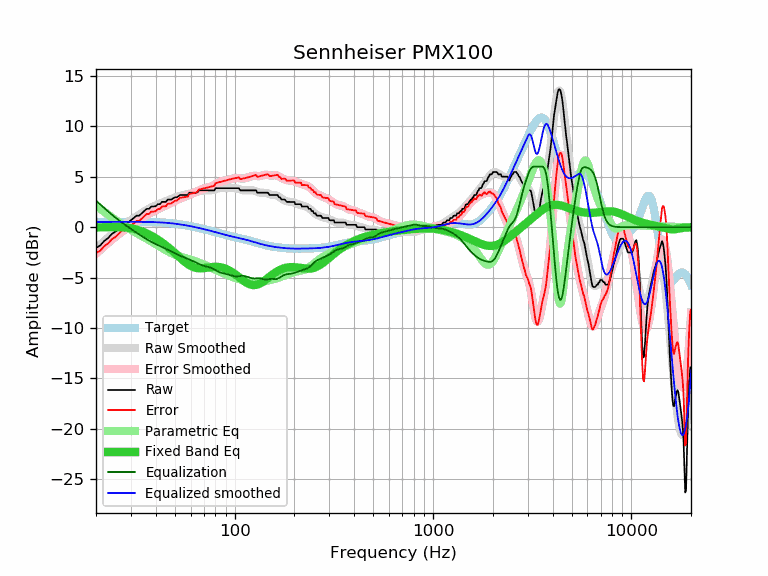 Sennheiser PMX100
15
10
5
0
−5
−10
−15
−20
−25
Amplitude (dBr)
Target
Raw Smoothed
Error Smoothed
Raw
Error
Parametric Eq
Fixed Band Eq
Equalization
Equalized smoothed
100 1000 10000
Frequency (Hz)